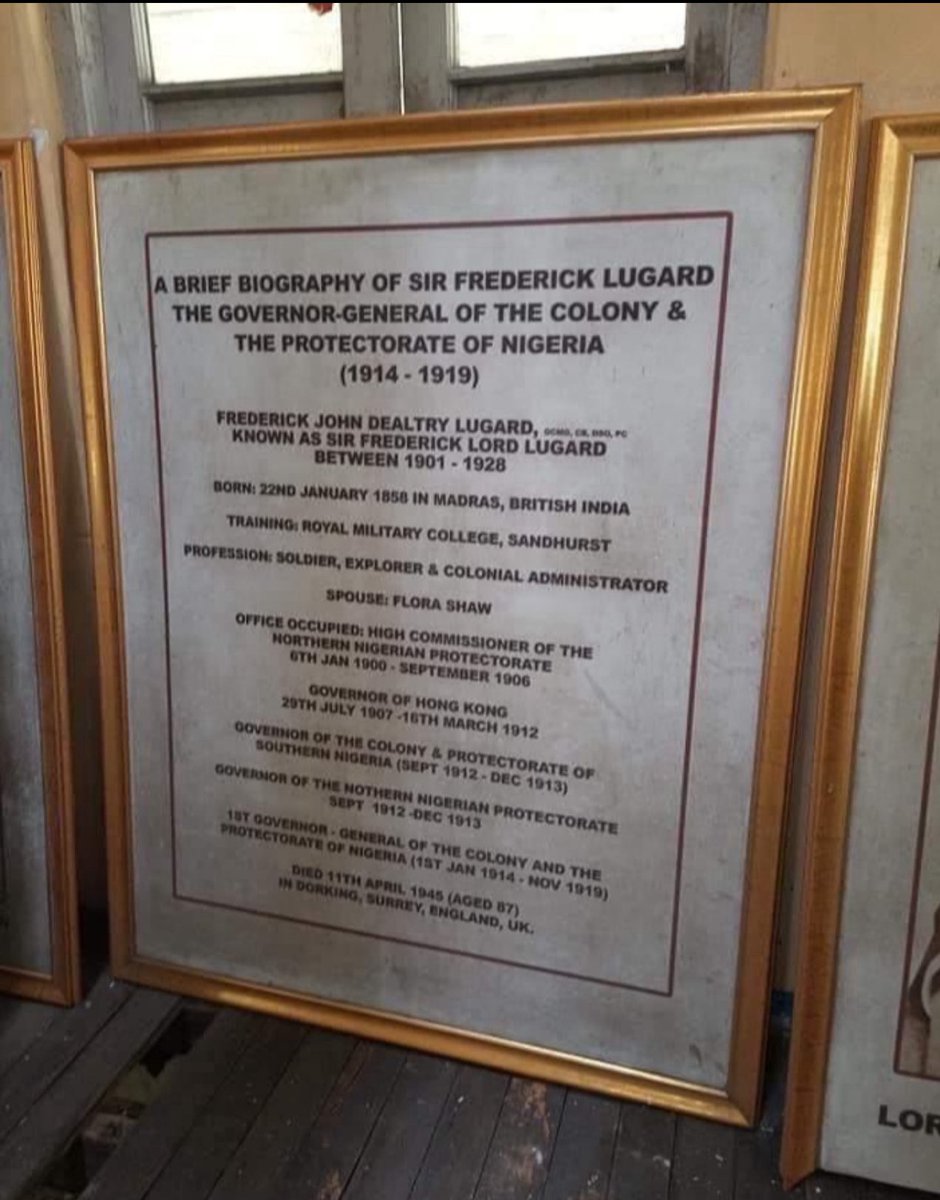 A BRIEF BIOGRAPHY OF SIR FREDERICK LUGARD
THE GOVERNOR-GENERAL OF THE COLONY &
THE PROTECTORATE OF NIGERIA
(1914 - 1919)
FREDERICK JOHN DEALTRY LUGARD, GCMG, CB, DSO, PC
KNOWN AS SIR FREDERICK LORD LUGARD
BETWEEN 1901 - 1928
BORN: 22ND JANUARY 1858 IN MADRAS, BRITISH INDIA
TRAINING: ROYAL MILITARY COLLEGE, SANDHURST
PROFESSION: SOLDIER, EXPLORER & COLONIAL ADMINISTRATOR
SPOUSE: FLORA SHAW
OFFICE OCCUPIED: HIGH COMMISSIONER OF THE
NORTHERN NIGERIAN PROTECTORATE
6TH JAN 1900 - SEPTEMBER 1906
GOVERNOR OF HONG KONG
29TH JULY 1907 -16TH MARCH 1912
GOVERNOR OF THE COLONY & PROTECTORATE OF
SOUTHERN NIGERIA (SEPT 1912 - DEC 1913)
GOVERNOR OF THE NOTHERN NIGERIAN PROTECTORATE
SEPT 1912 -DEC 1913
1ST GOVERNOR - GENERAL OF THE COLONY AND THE
PROTECTORATE OF NIGERIA (1ST JAN 1914 - NOV 1919)
DIED 11TH APRIL 1945 (AGED 87)
IN DORKING, SURREY, ENGLAND, UK.
LOR